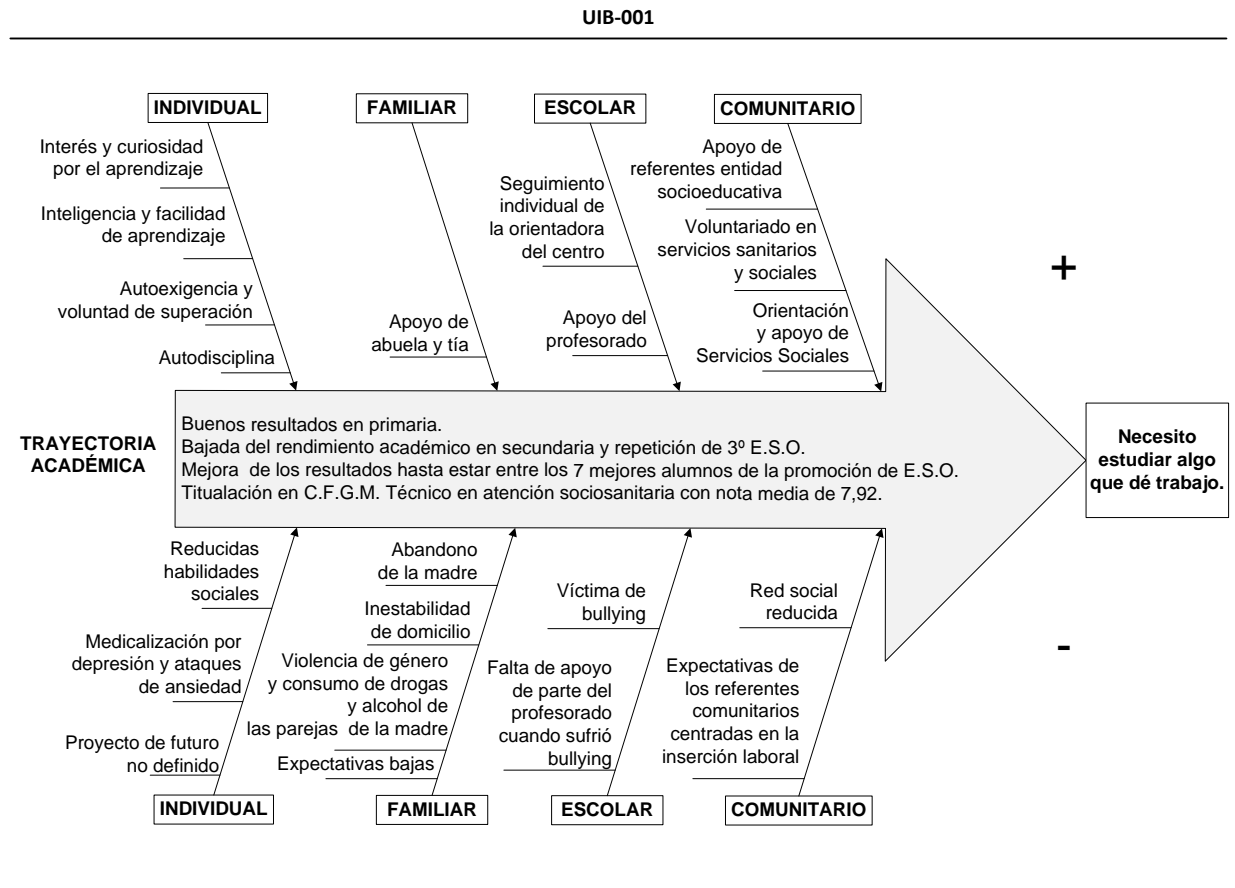 UIB-001
INDIVIDUAL
Interés y curiosidad
por el aprendizaje
Inteligencia y facilidad
de aprendizaje
Autoexigencia y
voluntad de superación
Autodisciplina
FAMILIAR
Apoyo de
abuela y tía
ESCOLAR
Seguimiento
individual de
la orientadora
del centro
Apoyo del
profesorado
COMUNITARIO
Apoyo de
referentes entidad
socioeducativa
Voluntariado en
servicios sanitarios
y sociales
Orientación
y apoyo de
Servicios Sociales
+
TRAYECTORIA
ACADÉMICA
Buenos resultados en primaria.
Bajada del rendimiento académico en secundaria y repetición de 3º E.S.O.
Mejora de los resultados hasta estar entre los 7 mejores alumnos de la promoción de E.S.O.
Titualación en C.F.G.M. Técnico en atención sociosanitaria con nota media de 7,92.
Necesito
estudiar algo
que dé trabajo.
Reducidas
habilidades
sociales
Medicalización por
depresión y ataques
de ansiedad
Proyecto de futuro
no definido
INDIVIDUAL
Abandono
de la madre
Inestabilidad
de domicilio
Violencia de género
y consumo de drogas
y alcohol de
las parejas de la madre
Expectativas bajas
FAMILIAR
Víctima de
bullying
Falta de apoyo
de parte del
profesorado
cuando sufrió
bullying
ESCOLAR
Red social
reducida
Expectativas de
los referentes
comunitarios
centradas en la
inserción laboral
COMUNITARIO
-